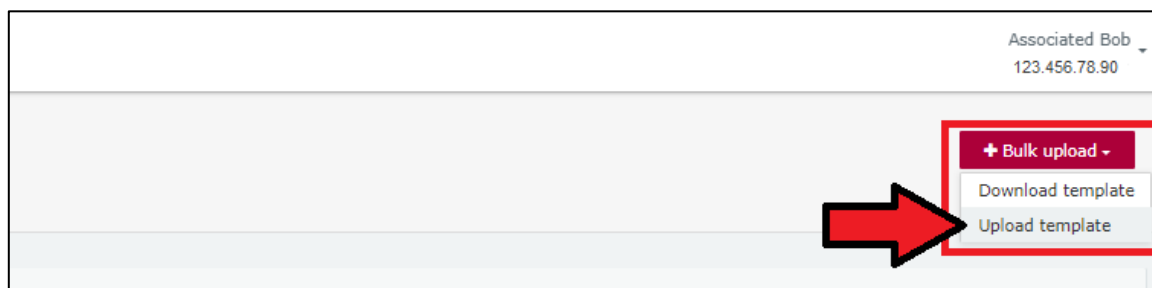 Associated Bob
123.456.78.90
+ Bulk upload
Download template
Upload template